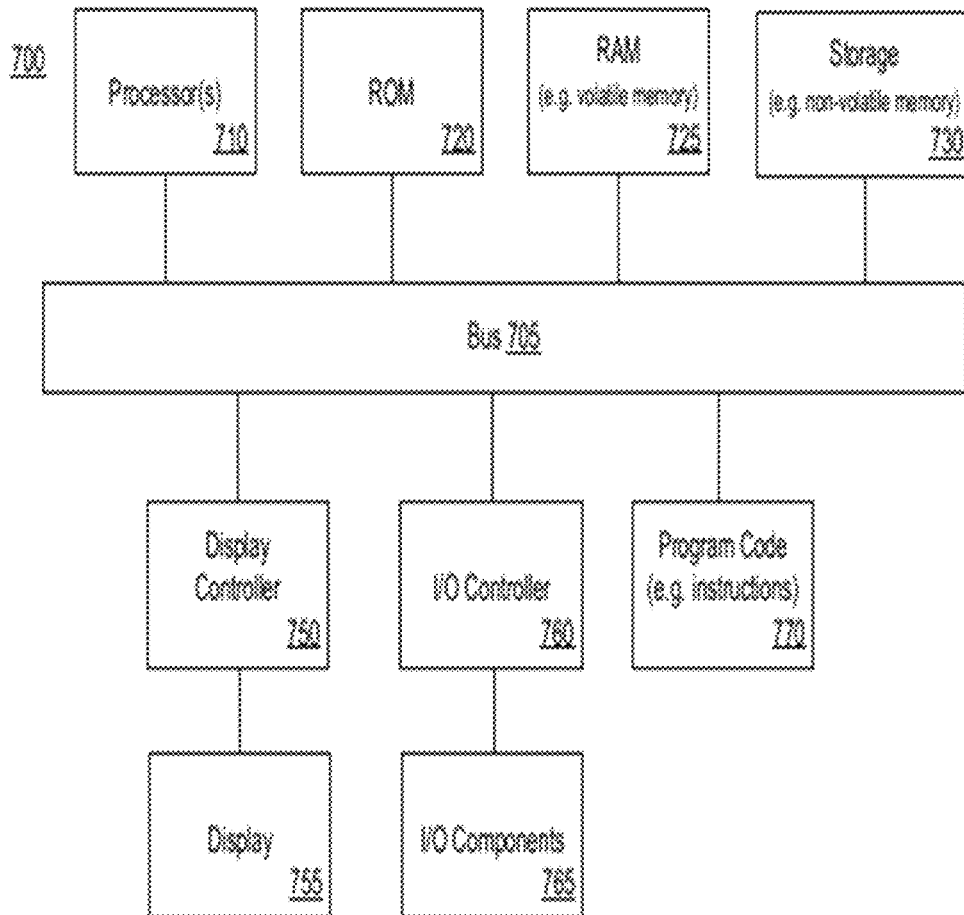 700
Processor(s)
710
ROM
720
RAM
(e.g. volatile memory)
725
Storage
(e.g. non-volatile memory)
730
Bus 705
Display
Controller
750
I/O Controller
760
Program Code
(e.g. instructions)
770
Display
755
I/O Components
765